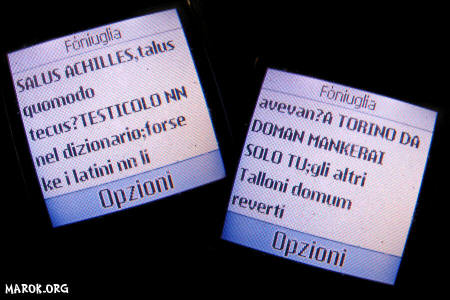 Fòniuglia
SALUS ACHILLES,talus
quomodo
tecus?TESTICOLO NN
nel dizionario;forse
ke i latini nn li
Opzioni
Fòniuglia
avevan?A TORINO DA
DOMAN MANKERAI
SOLO TU;gli altri
Talloni domum
reverti
Opzioni
MAROK.ORG